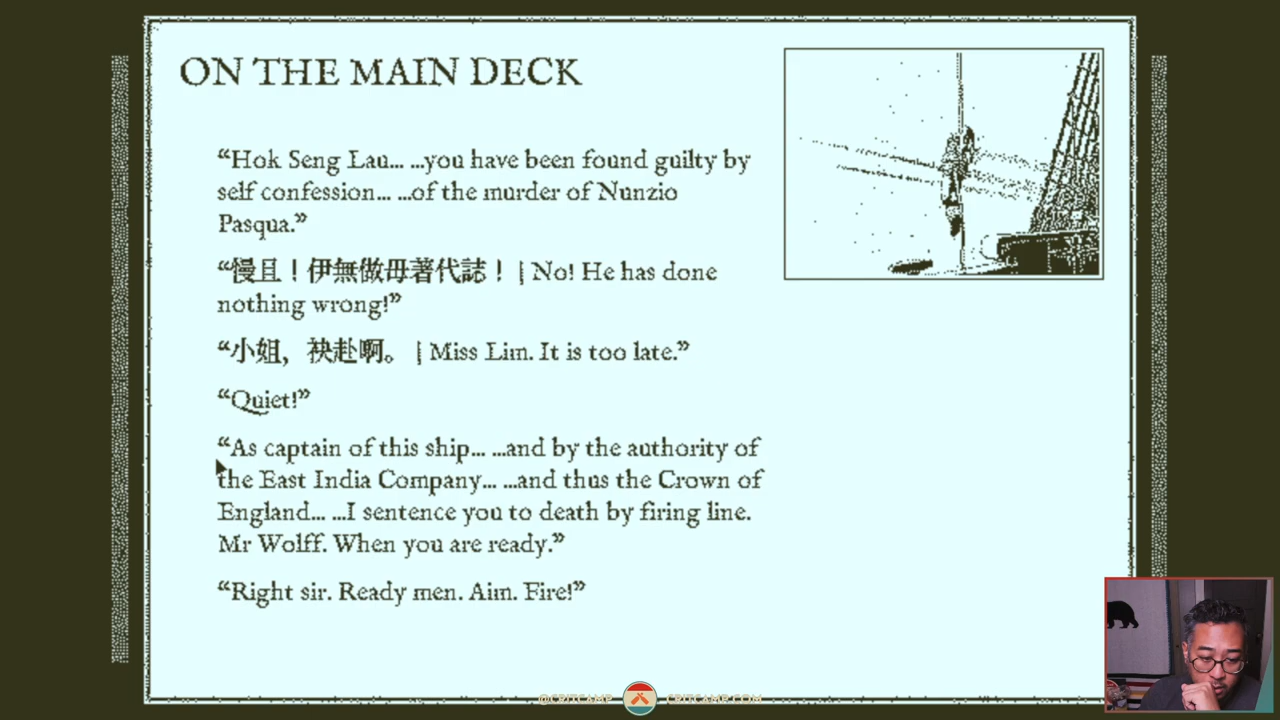 ON THE MAIN DECK
“Hok Seng Lau... ...you have been found guilty by
self confession... ...of the murder of Nunzio
Pasqua.”
“慢且！伊無做毋著代誌！ | No! He has done
nothing wrong!”
“小姐，袂赴啊。 | Miss Lim. It is too late.”
“Quiet!”
“As captain of this ship... ...and by the authority of
the East India Company... ...and thus the Crown of
England... ...I sentence you to death by firing line.
Mr Wolff. When you are ready.”
“Right sir. Ready men. Aim. Fire!”
@CRITCAMP CRITCAMP.COM